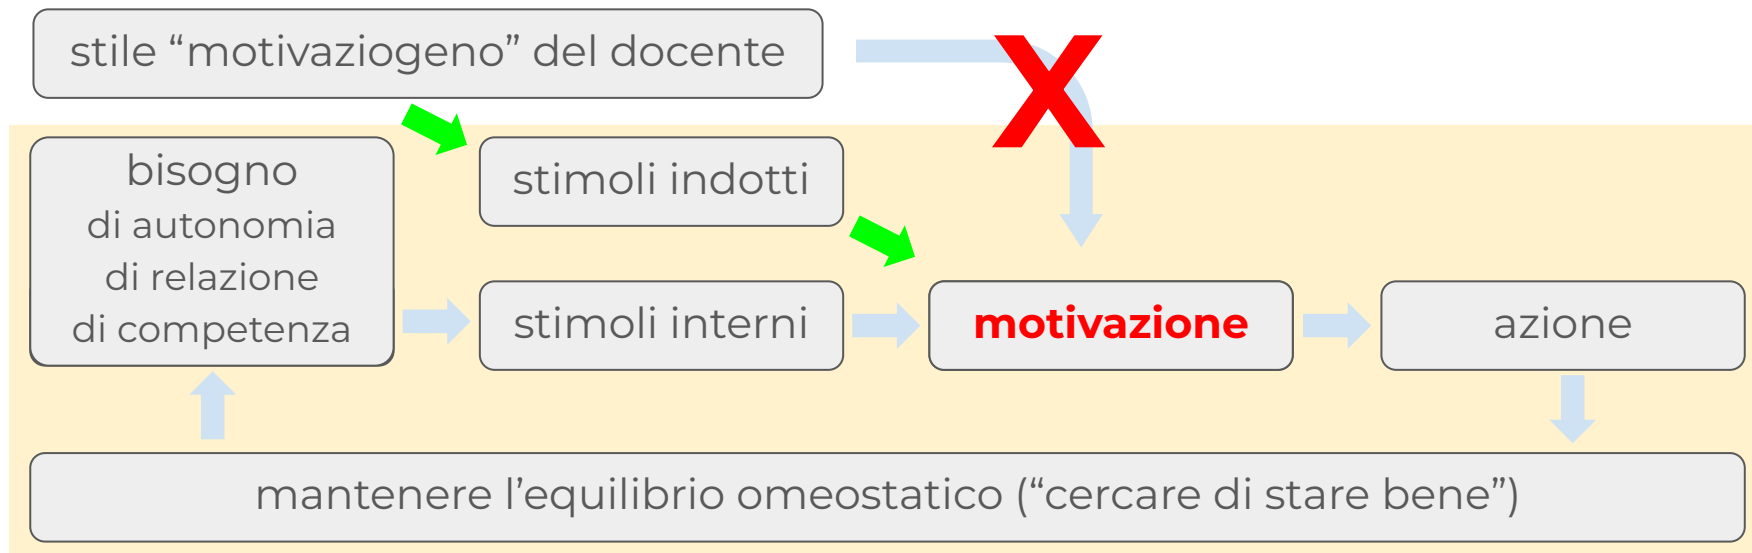 stile “motivaziogeno” del docente
X
bisogno
di autonomia
di relazione
di competenza
stimoli indotti
stimoli interni
motivazione
azione
mantenere l’equilibrio omeostatico (“cercare di stare bene”)